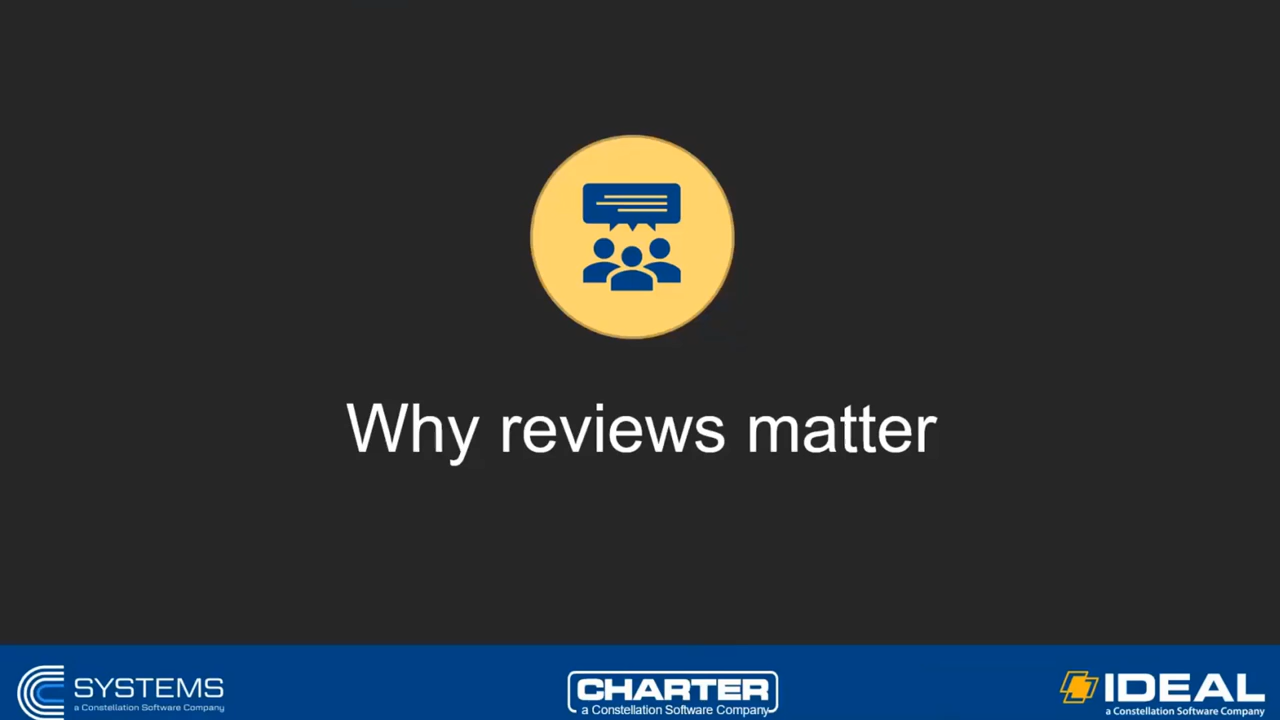 Why reviews matter
SYSTEMS
a Constellation Software Company
CHARTER
a Constellation Software Company
IDEAL
a Constellation Software Company